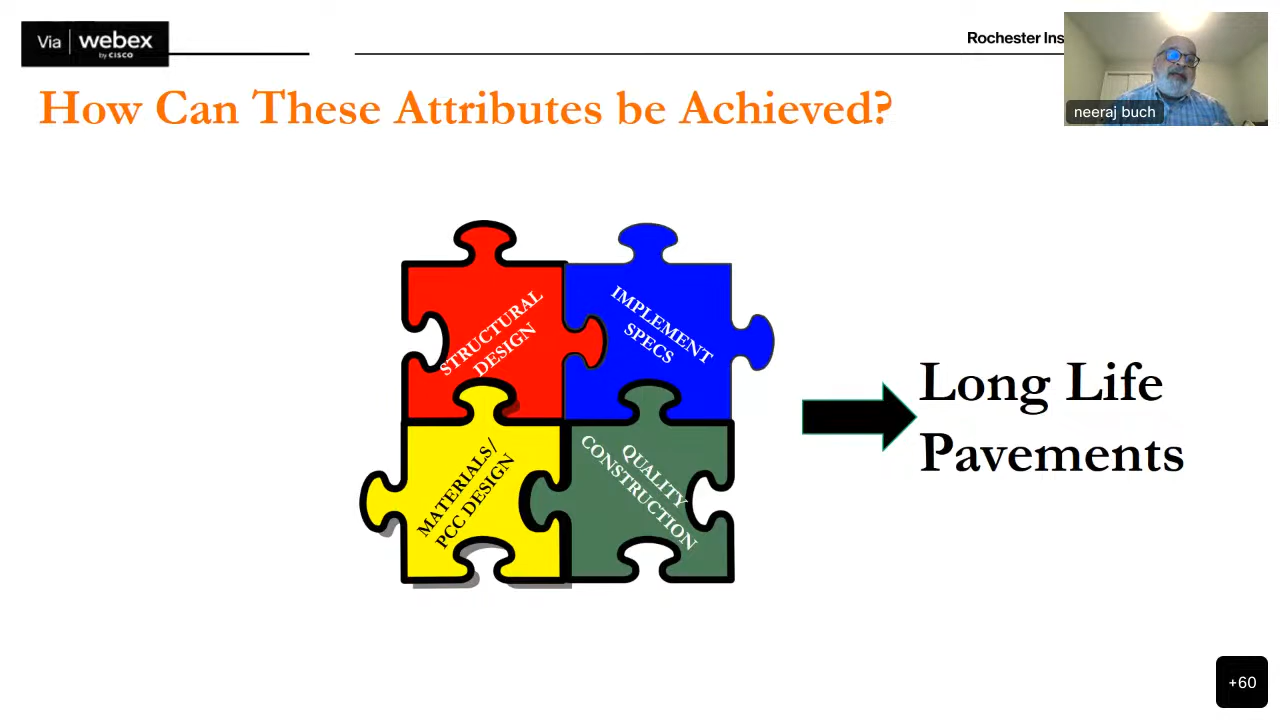 Via webex
by CISCO
Rochester Ins
neeraj buch
How Can These Attributes be Achieved?
STRUCTURAL
DESIGN
IMPLEMENT
SPECS
MATERIALS/
PCC DESIGN
QUALITY
CONSTRUCTION
Long Life
Pavements
+60